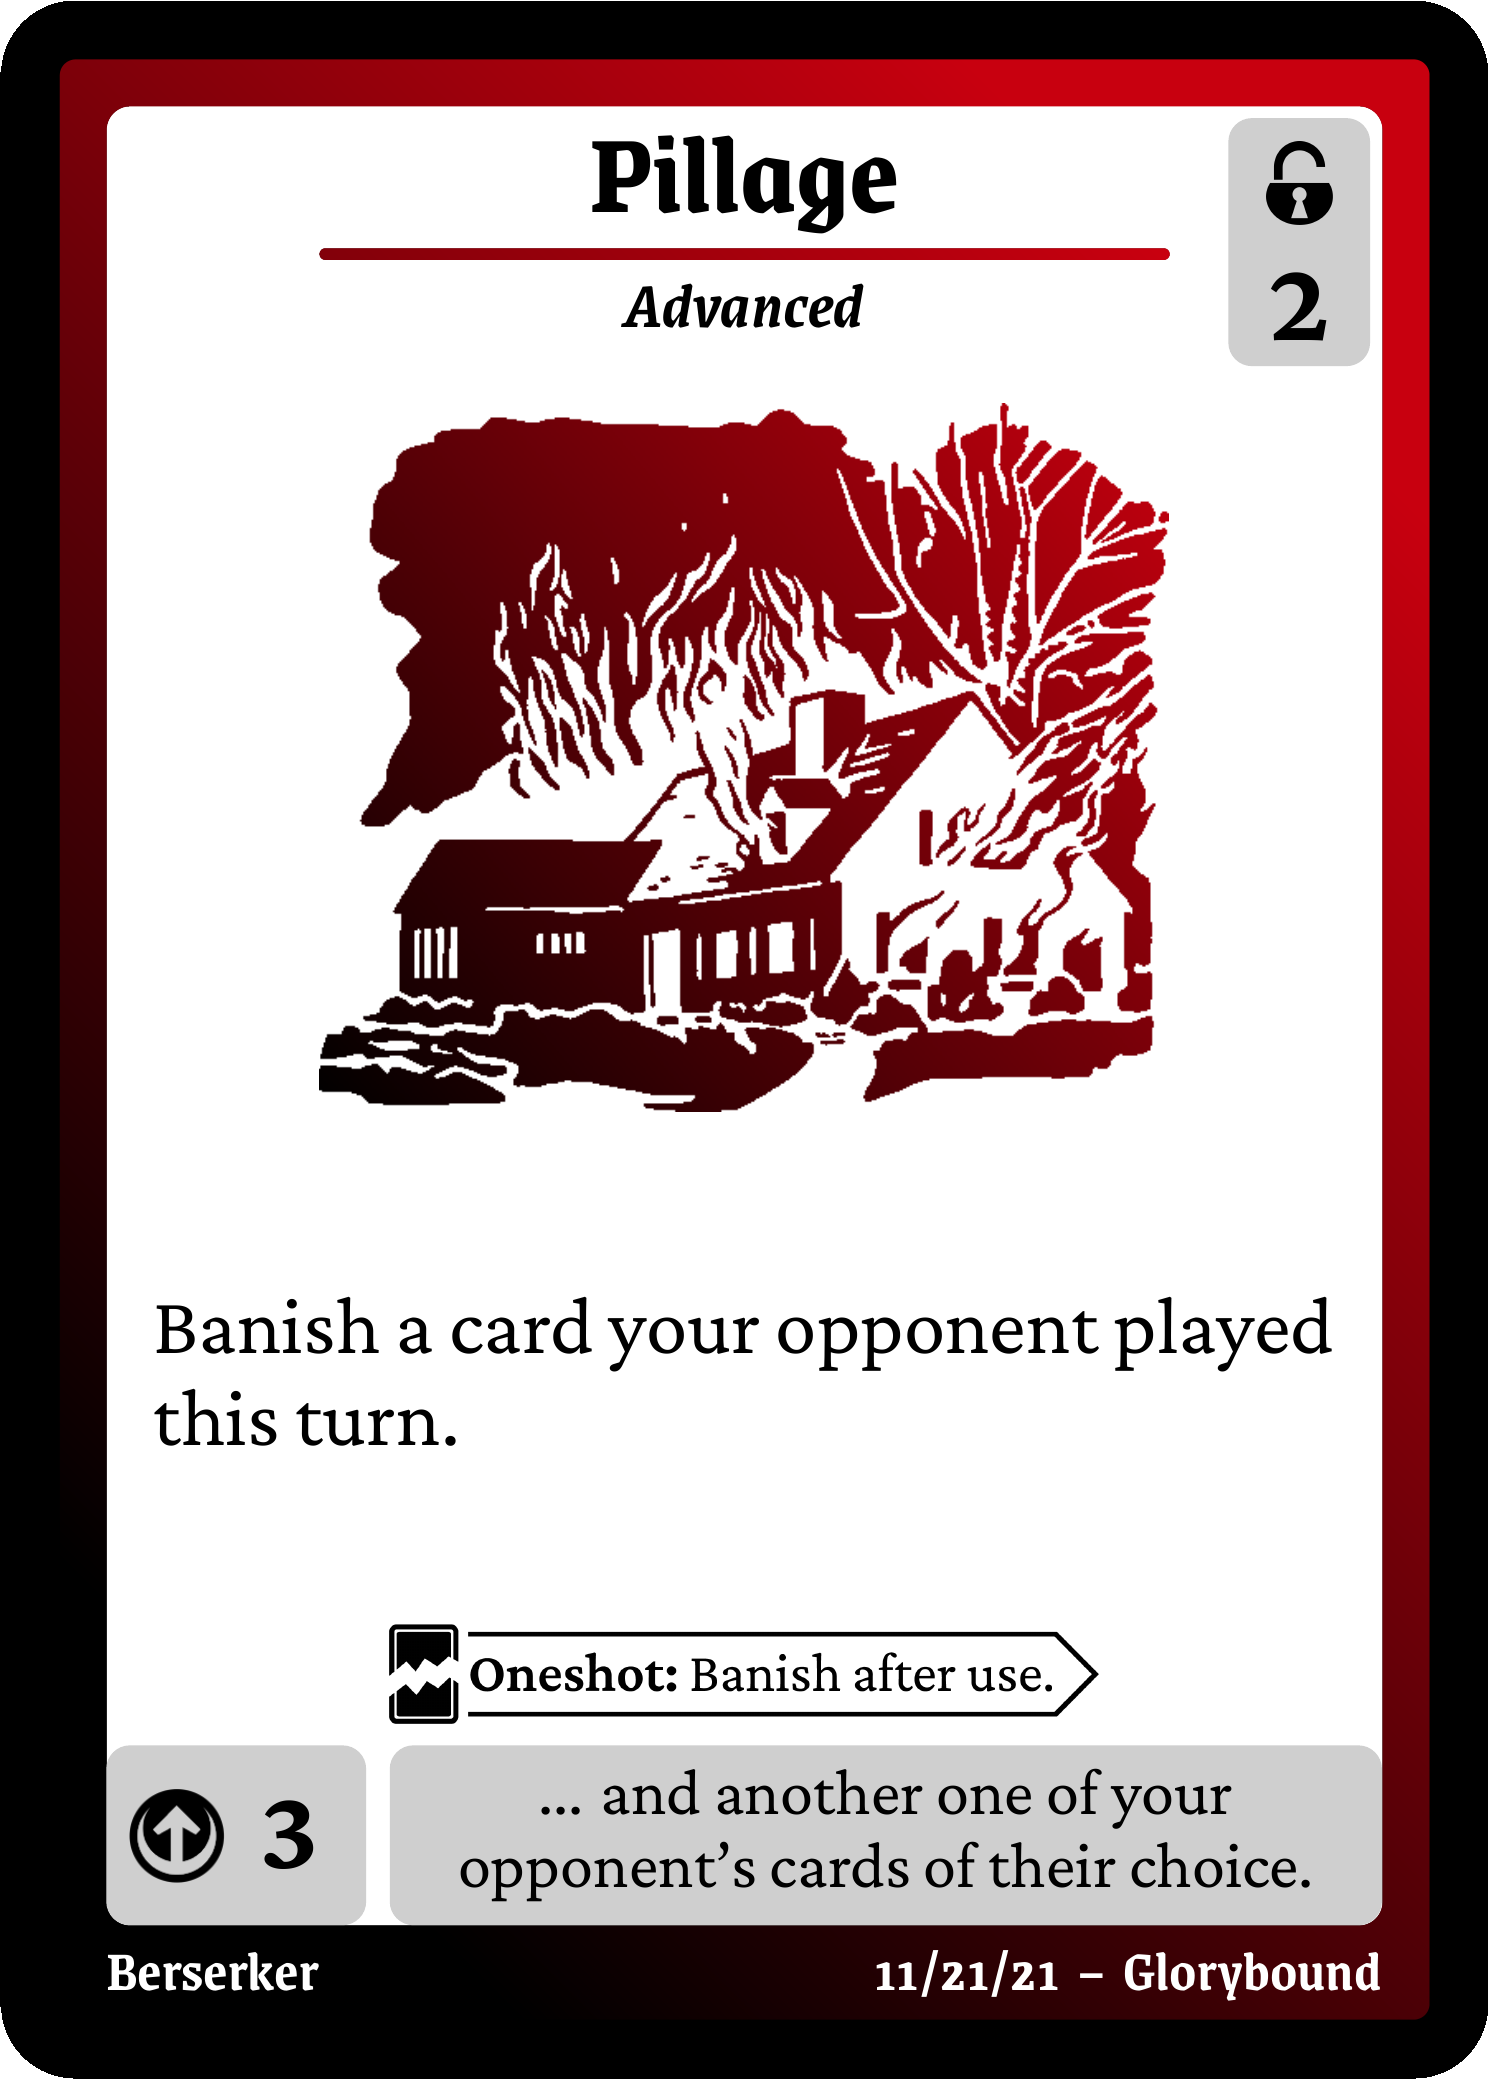 Pillage
2
Advanced
Banish a card your opponent played
this turn.
Oneshot: Banish after use.
3
... and another one of your
opponent’s cards of their choice.
Berserker
11/21/21 – Glorybound